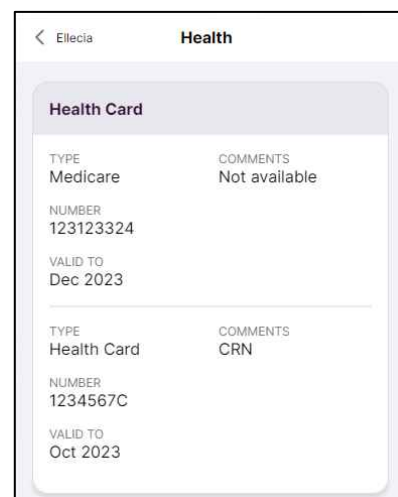 Ellecia Health
Health Card
TYPE COMMENTS
Medicare Not available
NUMBER
123123324
VALID TO
Dec 2023
TYPE COMMENTS
Health Card CRN
NUMBER
1234567C
VALID TO
Oct 2023